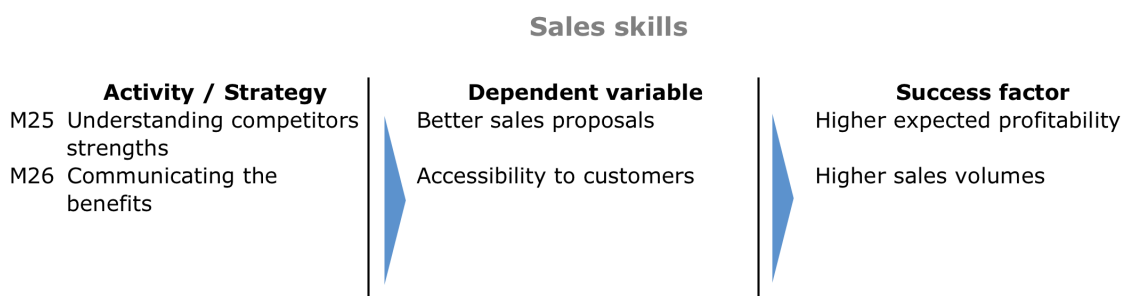 Sales skills
Activity / Strategy
Dependent variable
Success factor
M25 Understanding competitors
strengths
Better sales proposals
Higher expected profitability
M26 Communicating the
benefits
Accessibility to customers
Higher sales volumes